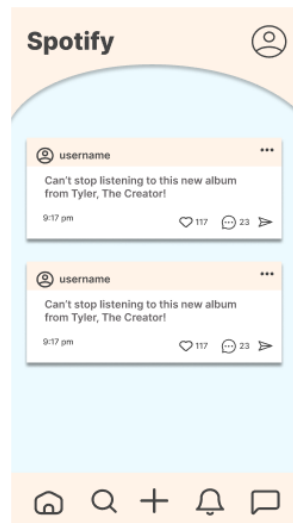 Spotify
username
Can't stop listening to this new album
from Tyler, The Creator!
9:17 pm
117 23
username
Can't stop listening to this new album
from Tyler, The Creator!
9:17 pm
117 23